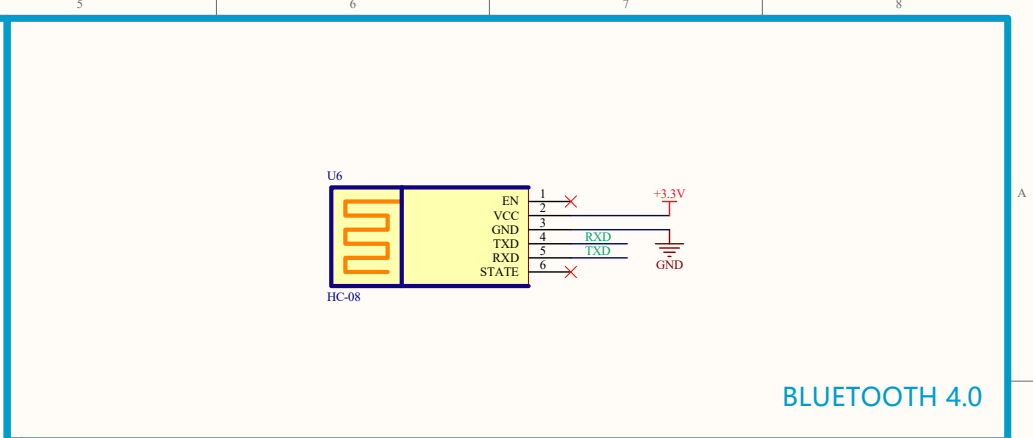 5 6 7 8
A
U6
EN 1
VCC 2
GND 3
TXD 4 RXD
RXD 5 TXD
STATE 6
+3.3V
GND
HC-08
BLUETOOTH 4.0